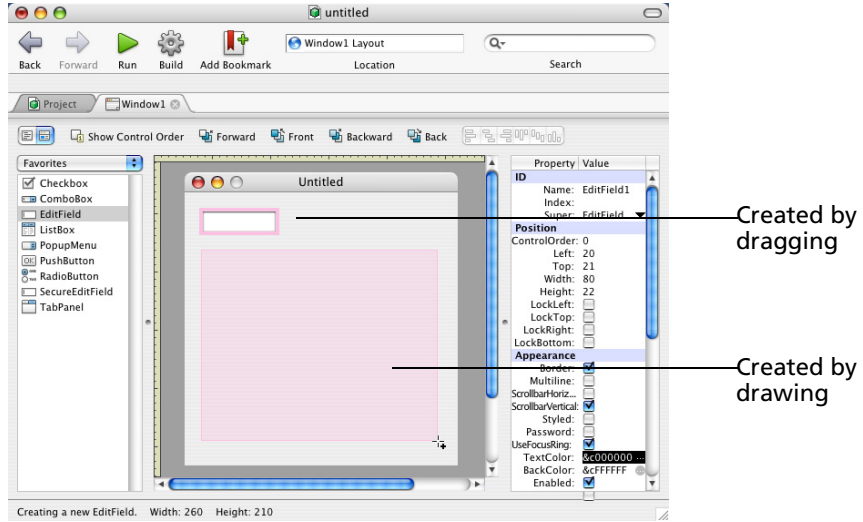 untitled
Back
Forward
Run
Build
Add Bookmark
Window1 Layout
Location
Search
Project
Window1
Show Control Order
Forward
Front
Backward
Back
Favorites
Checkbox
ComboBox
EditField
ListBox
PopupMenu
OK PushButton
RadioButton
SecureEditField
TabPanel
Untitled
Property Value
ID
Name: EditField1
Index:
Super: EditField
Position
ControlOrder: 0
Left: 20
Top: 21
Width: 80
Height: 22
LockLeft:
LockTop:
LockRight:
LockBottom:
Appearance
Border:
Multiline:
ScrollbarHoriz...
ScrollbarVertical:
Styled:
Password:
UseFocusRing:
TextColor: &c000000 ...
BackColor: &cFFFFFF
Enabled:
Created by
dragging
Created by
drawing
Creating a new EditField. Width: 260 Height: 210